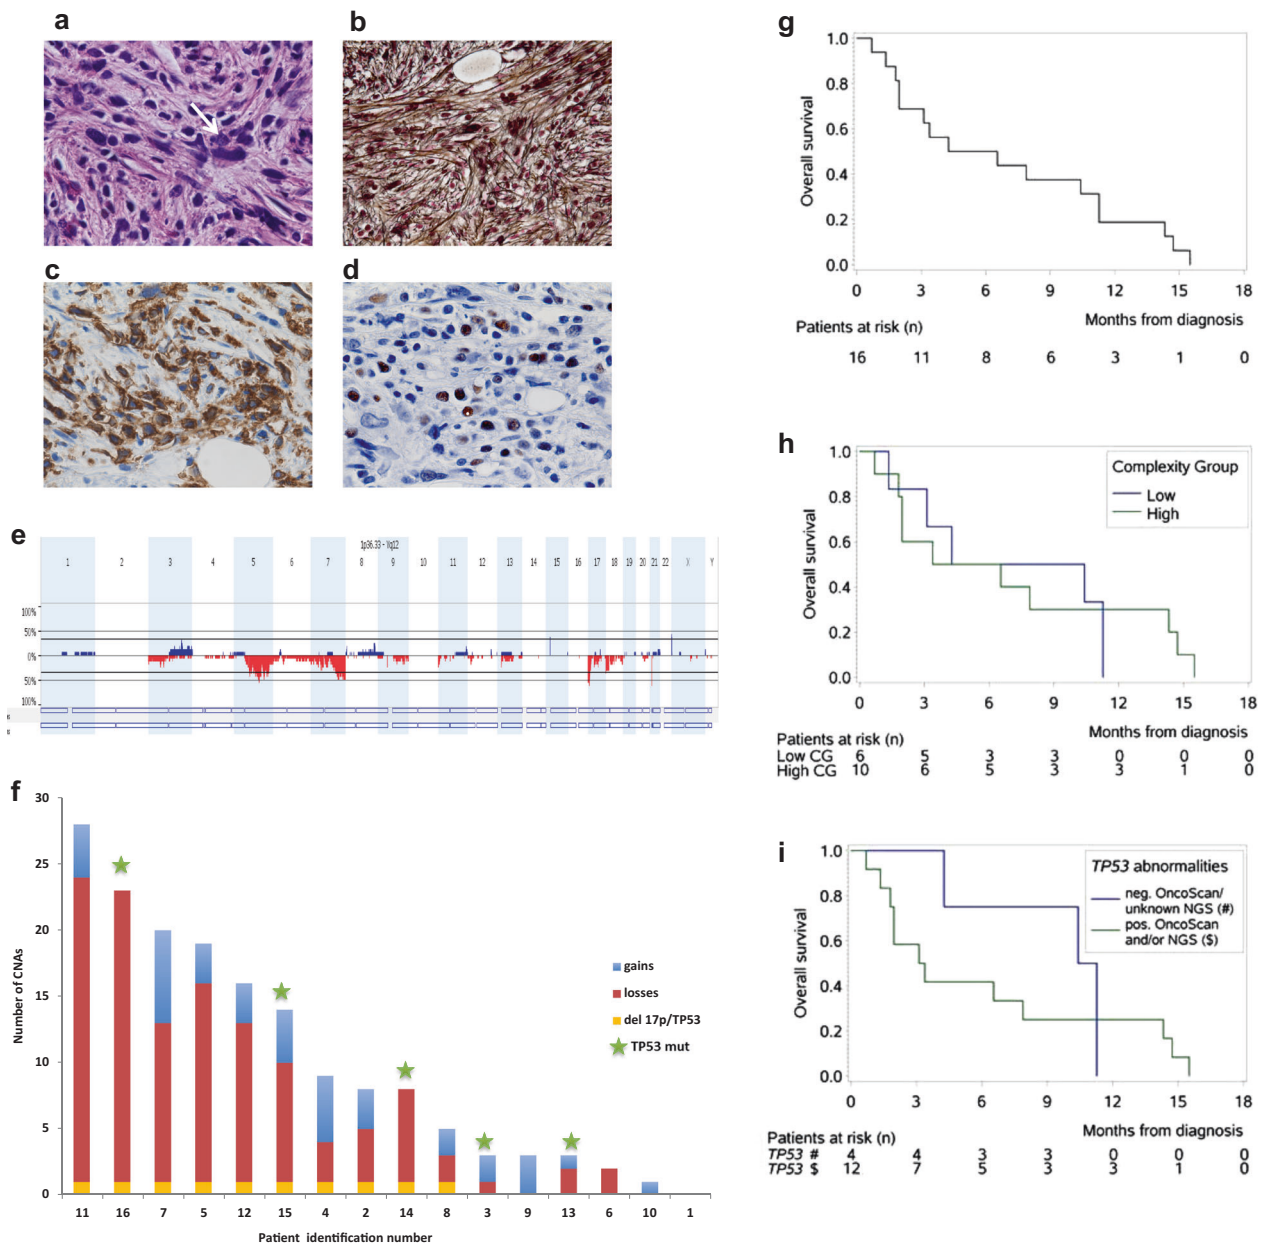 a
b
c
d
e
1p36.33 - Yq12
1 2 3 4 5 6 7 8 9 10 11 12 13 14 15 16 17 18 19 20 21 22 X Y
100%
50%
0%
50%
100%
f
Number of CNAs
30
25
20
15
10
5
0
gains
losses
del 17p/TP53
TP53 mut
11 16 7 5 12 15 4 2 14 8 3 9 13 6 10 1
Patient identification number
g
Overall survival
1.0
0.8
0.6
0.4
0.2
0.0
0 3 6 9 12 15 18
Patients at risk (n)
Months from diagnosis
16 11 8 6 3 1 0
h
Overall survival
1.0
0.8
0.6
0.4
0.2
0.0
Complexity Group
Low
High
0 3 6 9 12 15 18
Months from diagnosis
Patients at risk (n)
Low CG 6 5 3 3 0 0 0
High CG 10 6 5 3 3 1 0
i
Overall survival
1.0
0.8
0.6
0.4
0.2
0.0
TP53 abnormalities
neg. OncoScan/
unknown NGS (#)
pos. OncoScan
and/or NGS ($)
0 3 6 9 12 15 18
Months from diagnosis
Patients at risk (n)
TP53 # 4 4 3 3 0 0 0
TP53 $ 12 7 5 3 3 1 0